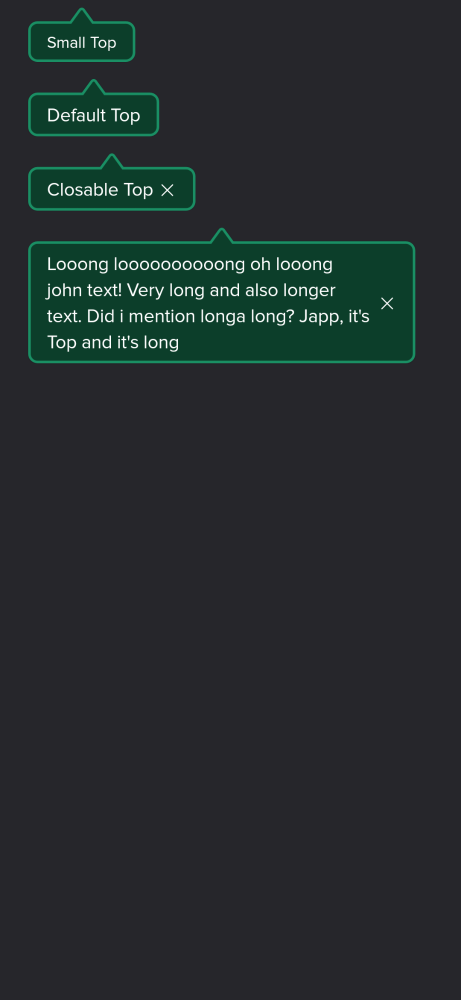 Small Top
Default Top
Closable Top
Looong loooooooooong oh looong
john text! Very long and also longer
text. Did i mention longa long? Japp, it's
Top and it's long